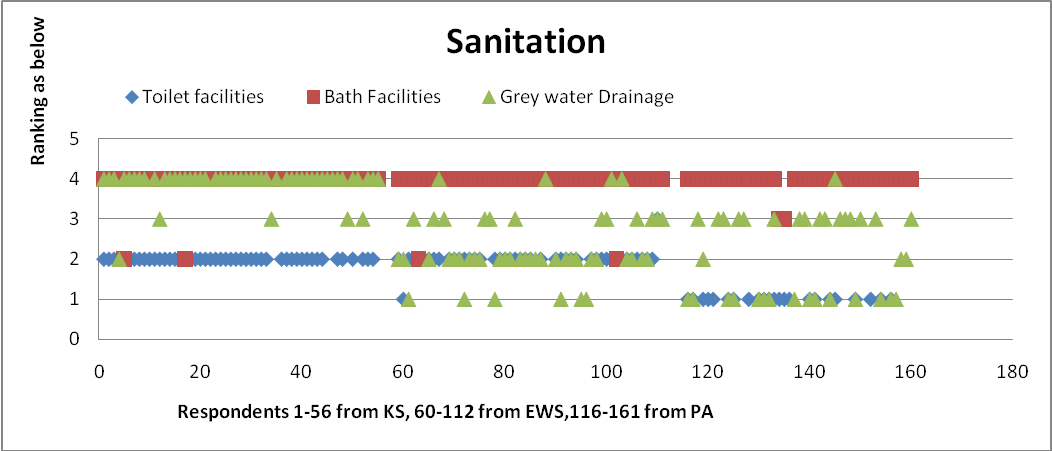 Sanitation
Ranking as below
Toilet facilities Bath Facilities Grey water Drainage
5
4
3
2
1
0
0 20 40 60 80 100 120 140 160 180
Respondents 1-56 from KS, 60-112 from EWS,116-161 from PA